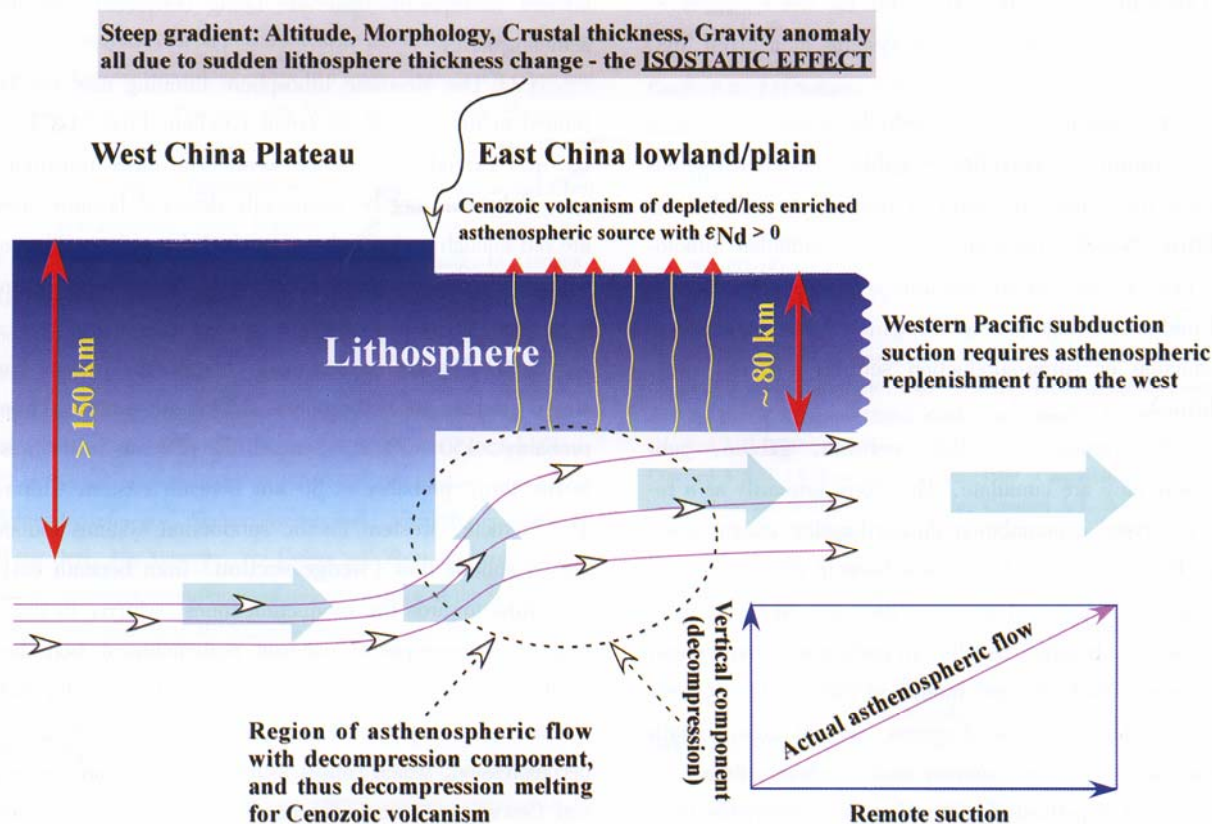 Steep gradient: Altitude, Morphology, Crustal thickness, Gravity anomaly
all due to sudden lithosphere thickness change - the ISOSTATIC EFFECT
West China Plateau
East China lowland/plain
Cenozoic volcanism of depleted/less enriched
asthenospheric source with εNd > 0
> 150 km
Lithosphere
~ 80 km
Western Pacific subduction
suction requires asthenospheric
replenishment from the west
Region of asthenospheric flow
with decompression component,
and thus decompression melting
for Cenozoic volcanism
Vertical component
(decompression)
Actual asthenospheric flow
Remote suction